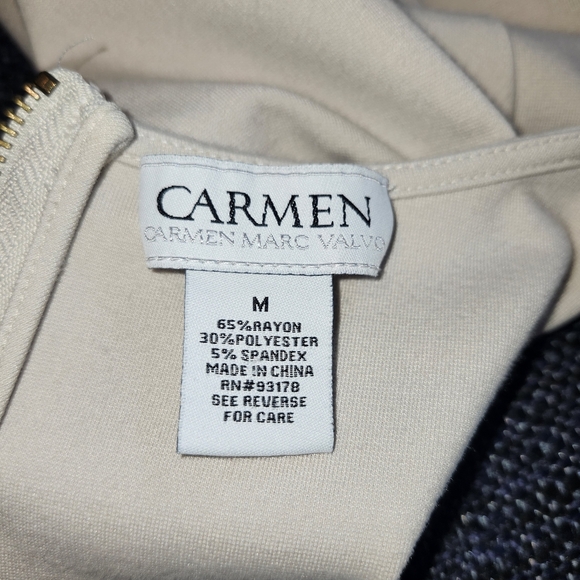 CARMEN
CARMEN MARC VALVO
M
65%RAYON
30%POLYESTER
5% SPANDEX
MADE IN CHINA
RN#93178
SEE REVERSE
FOR CARE